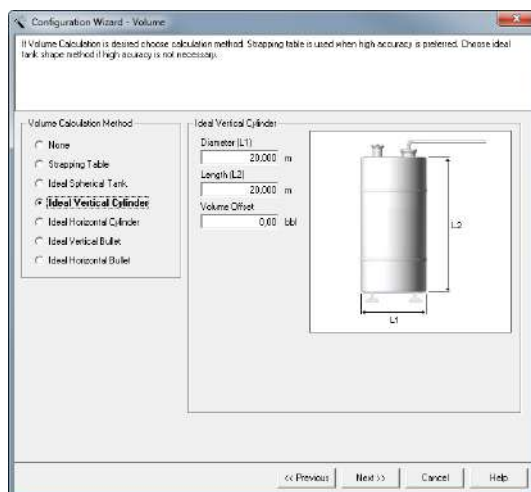 Configuration Wizard - Volume
If Volume Calculation is desired choose calculation method. Strapping table is used when high accuracy is preferred. Choose ideal
tank shape method if high accuracy is not necessary.
Volume Calculation Method
None
Strapping Table
Ideal Spherical Tank
Ideal Vertical Cylinder
Ideal Horizontal Cylinder
Ideal Vertical Bullet
Ideal Horizontal Bullet
Ideal Vertical Cylinder
Diameter (L1)
20,000 m
Length (L2)
20,000 m
Volume Offset
0,00 bbl
L2
L1
<< Previous
Next >>
Cancel
Help